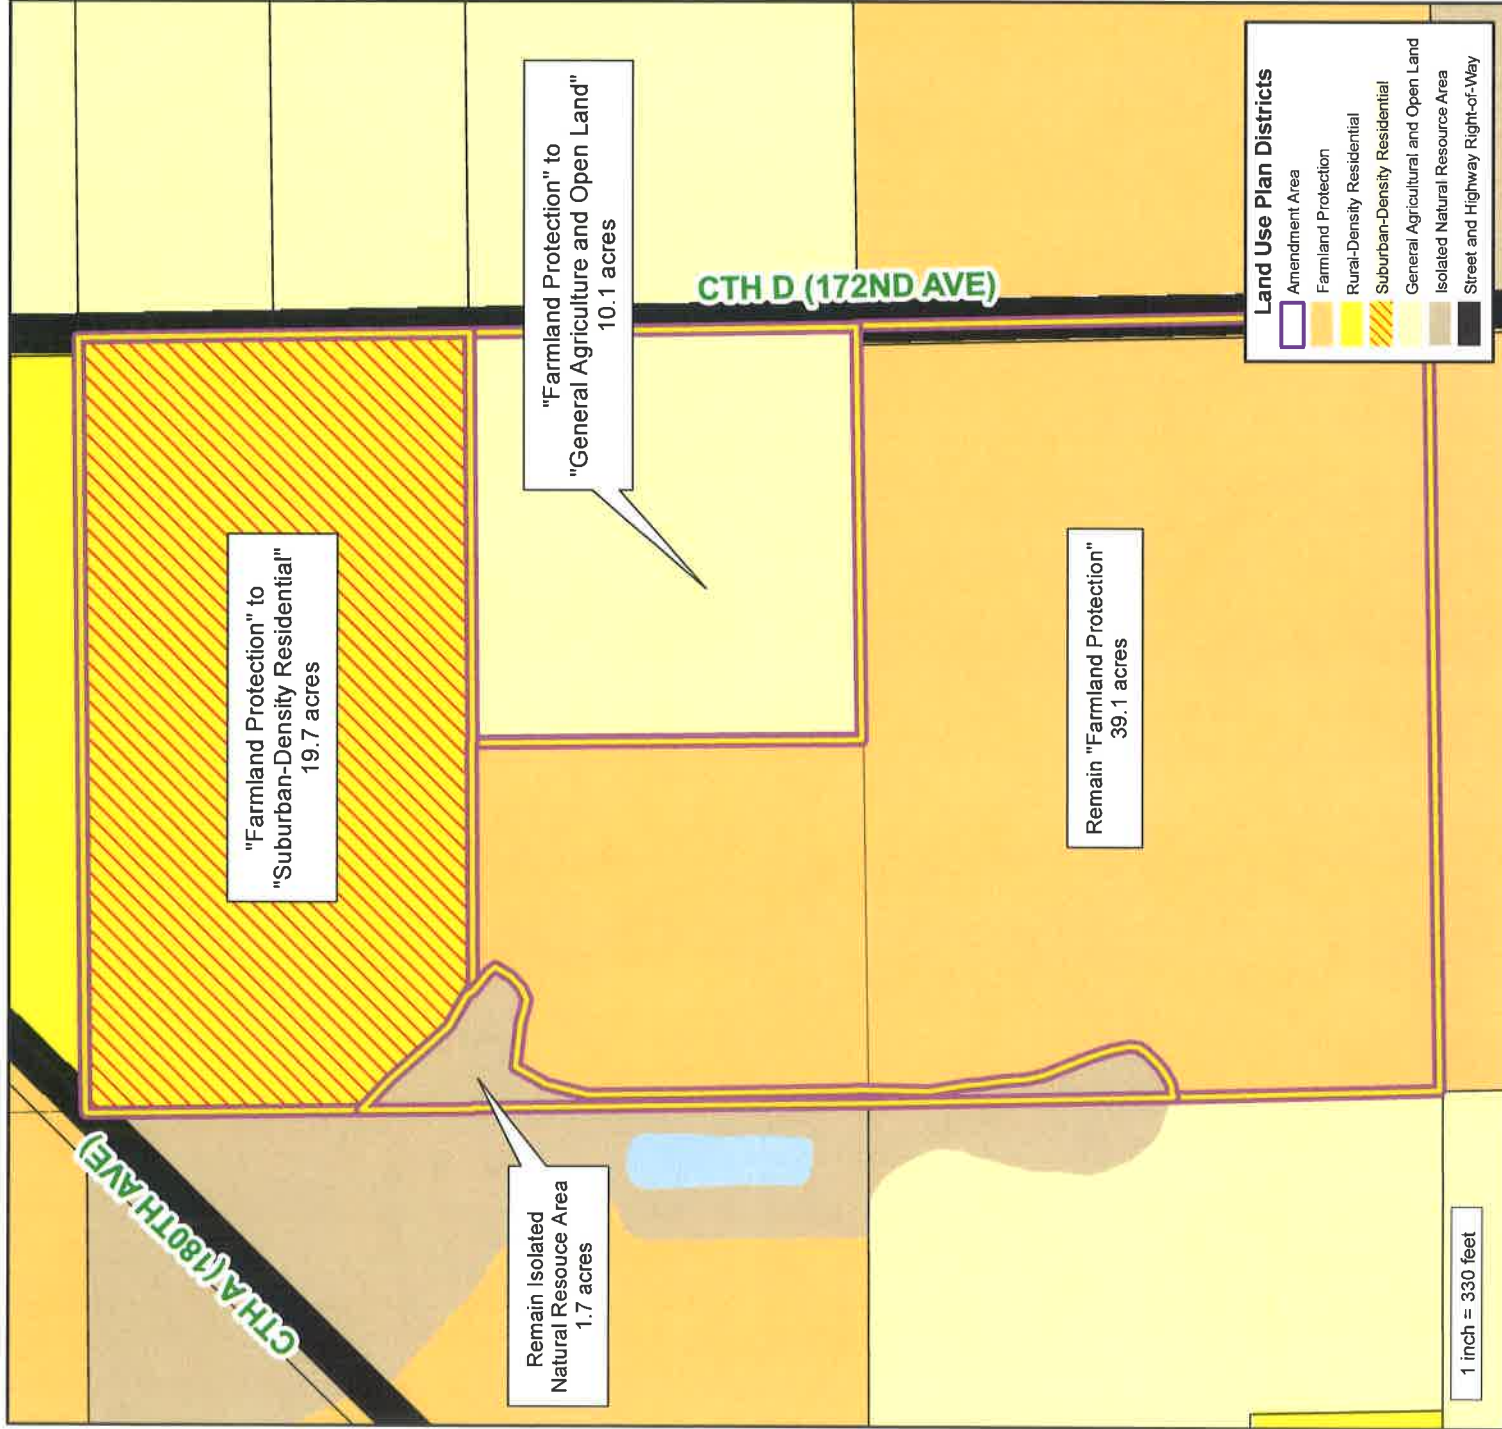 "Farmland Protection" to
"Suburban-Density Residential"
19.7 acres
"Farmland Protection" to
"General Agriculture and Open Land"
10.1 acres
Remain "Farmland Protection"
39.1 acres
Remain Isolated
Natural Resouce Area
1.7 acres
CTH A (180TH AVE)
CTH D (172ND AVE)
Land Use Plan Districts
Amendment Area
Farmland Protection
Rural-Density Residential
Suburban-Density Residential
General Agricultural and Open Land
Isolated Natural Resource Area
Street and Highway Right-of-Way
1 inch = 330 feet